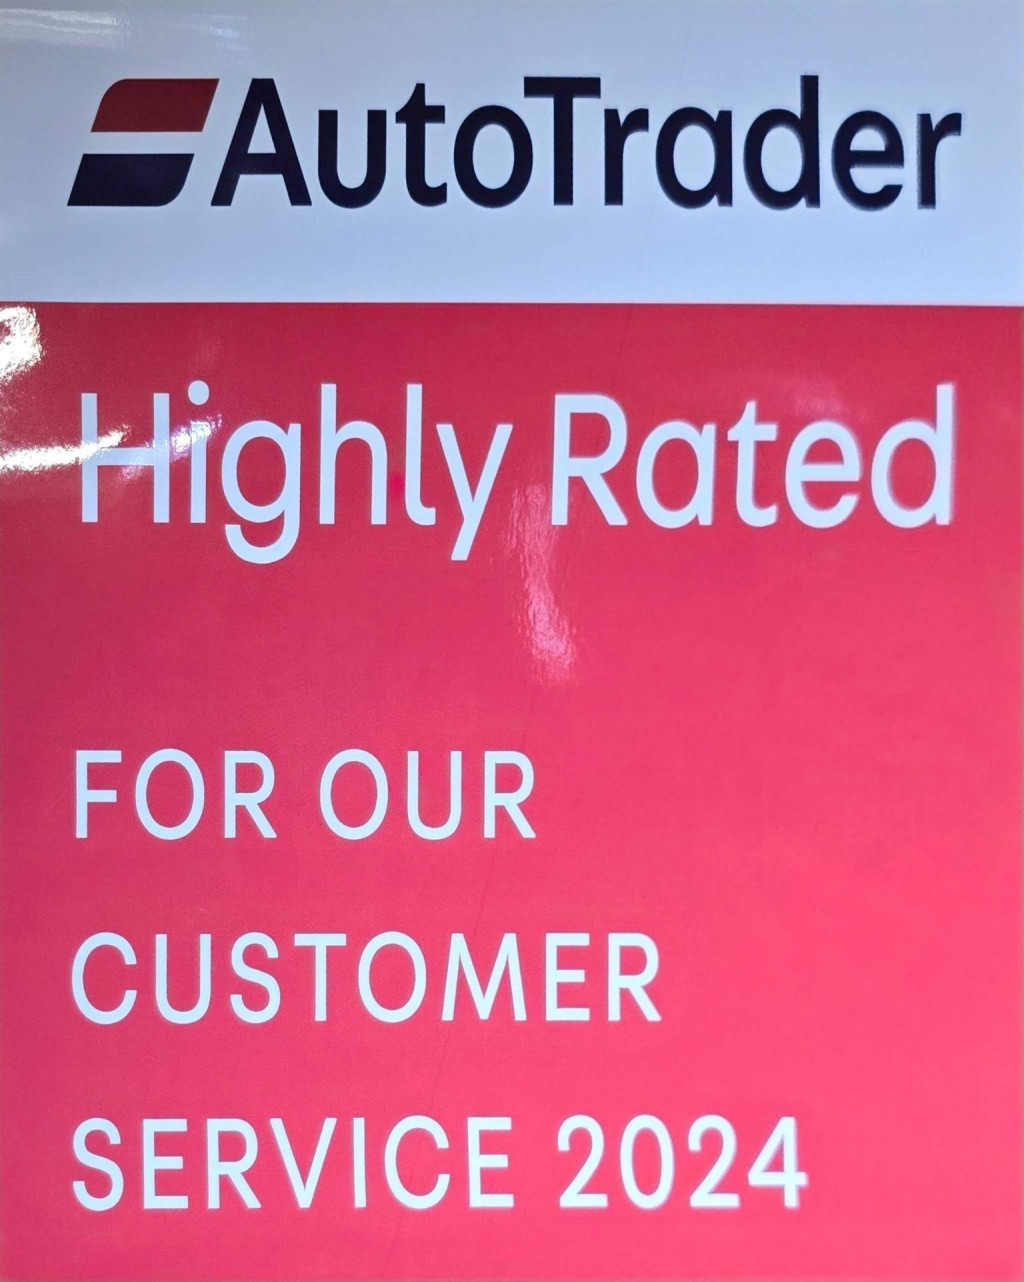 AutoTrader
Highly Rated
FOR OUR
CUSTOMER
SERVICE 2024